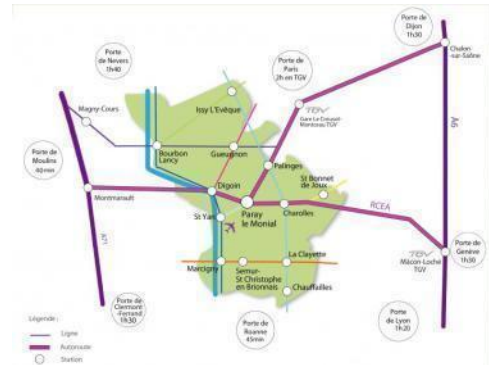 Porte de
Dijon
1h30
Porte
de Nevers
1h40
Porte
de
Paris
2h en TGV
Chalon
-sur-Saône
Issy L'Evêque
Magny-Cours
TGV
Gare Le Creusot-
Montceau-TGV
A6
Porte
de
Moulins
40 min
Bourbon
Lancy
Gueugnon
Palinges
St Bonnet
de Joux
Digoin
Montmarault
RCEA
St Yan
Paray
le Monial
Charolles
A71
Porte de
Genève
1h30
TGV
Mâcon-Loché
TGV
Marcigny
La Clayette
Semur-
St Christophe
en Brionnais
Chauffailles
Porte de
Clermont
-Ferrand
1h30
Porte
de Lyon
1h20
Porte de
Roanne
45min
Légende :
Ligne
Autoroute
Station